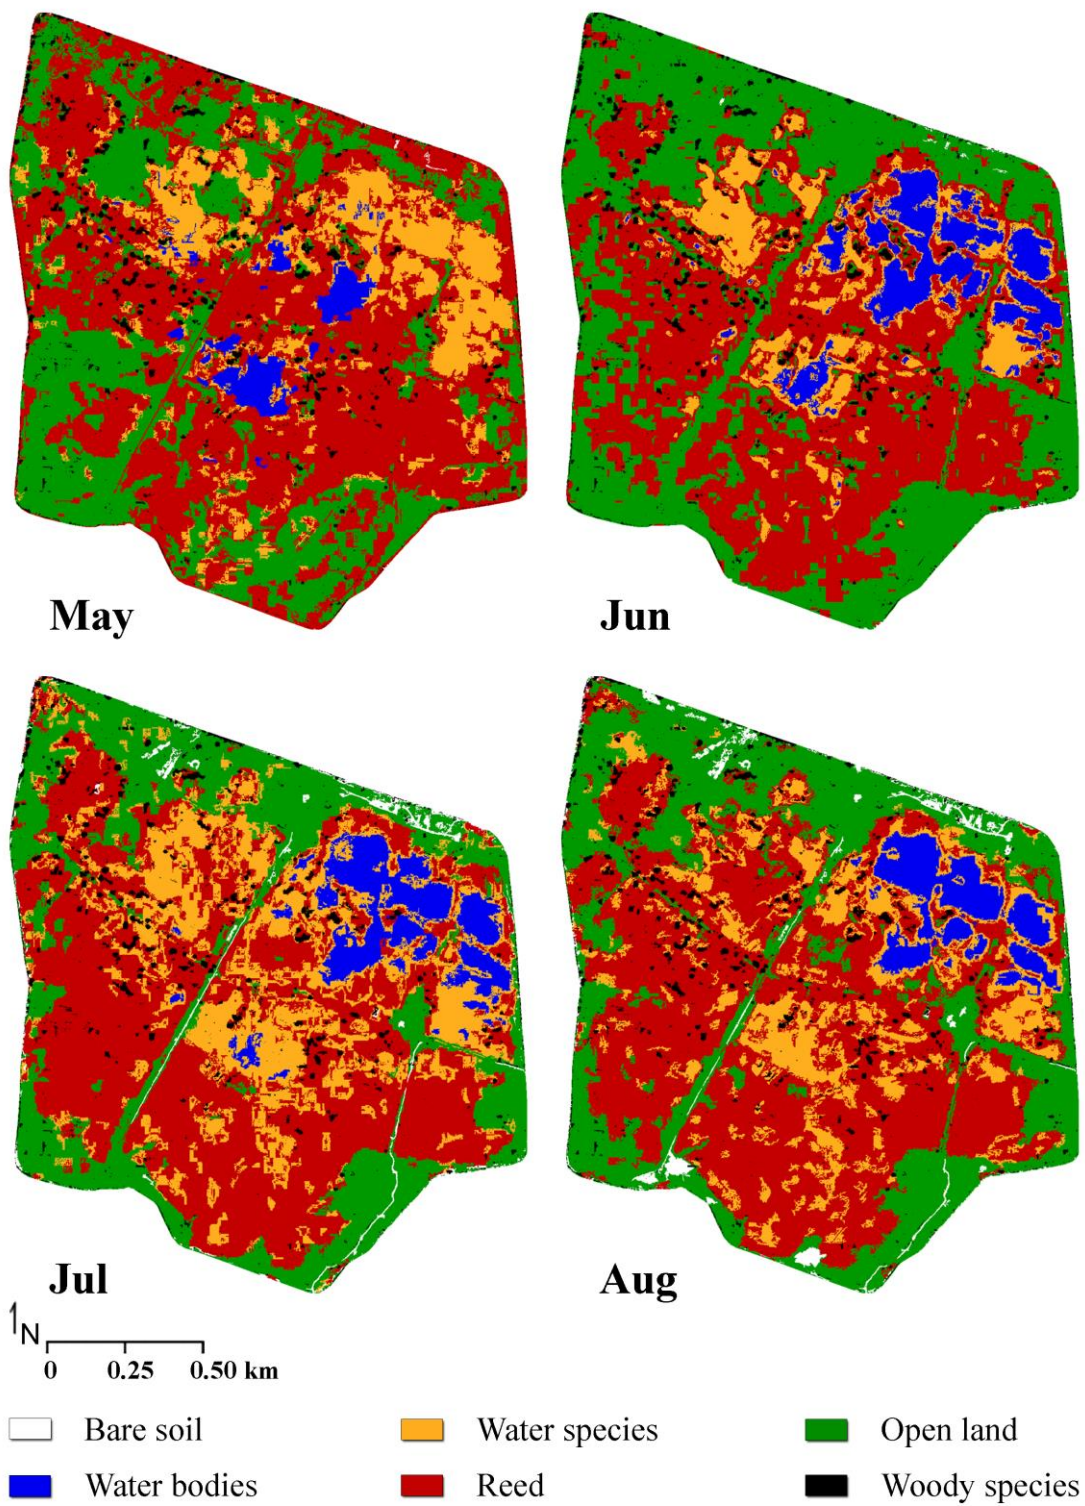 May
Jun
Jul
Aug
N
0 0.25 0.50 km
Bare soil Water species Open land
Water bodies Reed Woody species